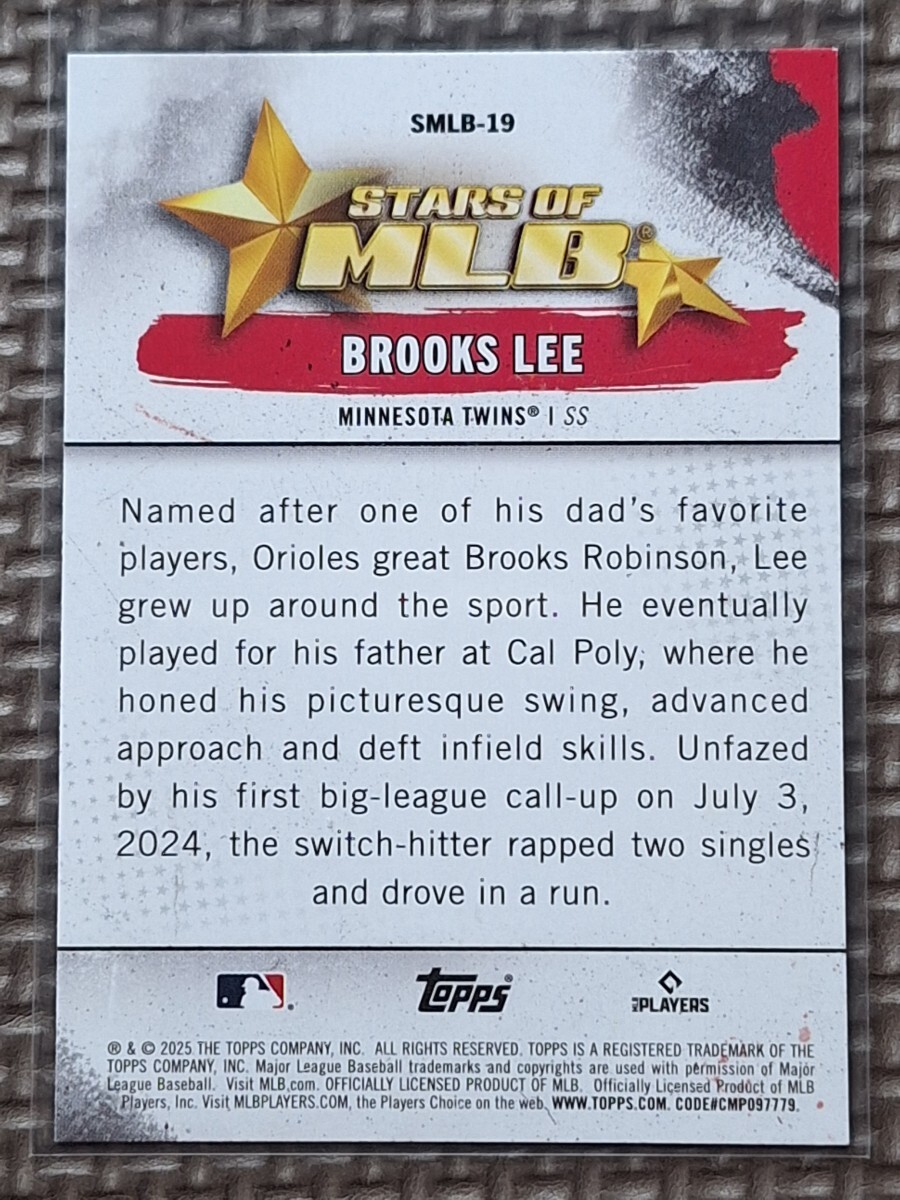 SMLB-19
STARS OF
MLB®
BROOKS LEE
MINNESOTA TWINS® | SS
Named after one of his dad's favorite
players, Orioles great Brooks Robinson, Lee
grew up around the sport. He eventually
played for his father at Cal Poly, where he
honed his picturesque swing, advanced
approach and deft infield skills. Unfazed
by his first big-league call-up on July 3,
2024, the switch-hitter rapped two singles
and drove in a run.
topps®
MLB PLAYERS
® & © 2025 THE TOPPS COMPANY, INC. ALL RIGHTS RESERVED. TOPPS IS A REGISTERED TRADEMARK OF THE
TOPPS COMPANY, INC. Major League Baseball trademarks and copyrights are used with permission of Major
League Baseball. Visit MLB.com. OFFICIALLY LICENSED PRODUCT OF MLB. Officially Licensed Product of MLB
Players, Inc. Visit MLBPLAYERS.COM, the Players Choice on the web. WWW.TOPPS.COM. CODE#CMP097779.